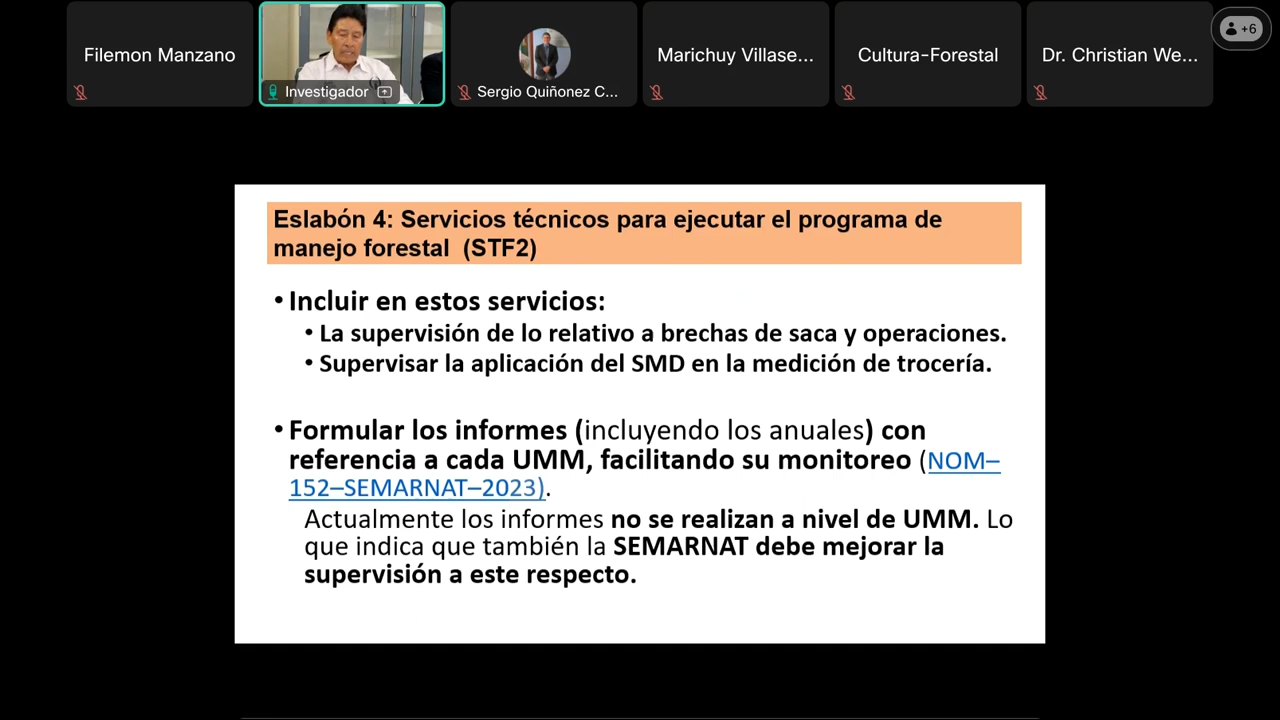 Filemon Manzano
Investigador
Sergio Quiñonez C...
Marichuy Villase...
Cultura-Forestal
Dr. Christian We...
+6
Eslabón 4: Servicios técnicos para ejecutar el programa de
manejo forestal (STF2)
• Incluir en estos servicios:
• La supervisión de lo relativo a brechas de saca y operaciones.
• Supervisar la aplicación del SMD en la medición de trocería.
• Formular los informes (incluyendo los anuales) con
referencia a cada UMM, facilitando su monitoreo (NOM–
152–SEMARNAT–2023).
Actualmente los informes no se realizan a nivel de UMM. Lo
que indica que también la SEMARNAT debe mejorar la
supervisión a este respecto.